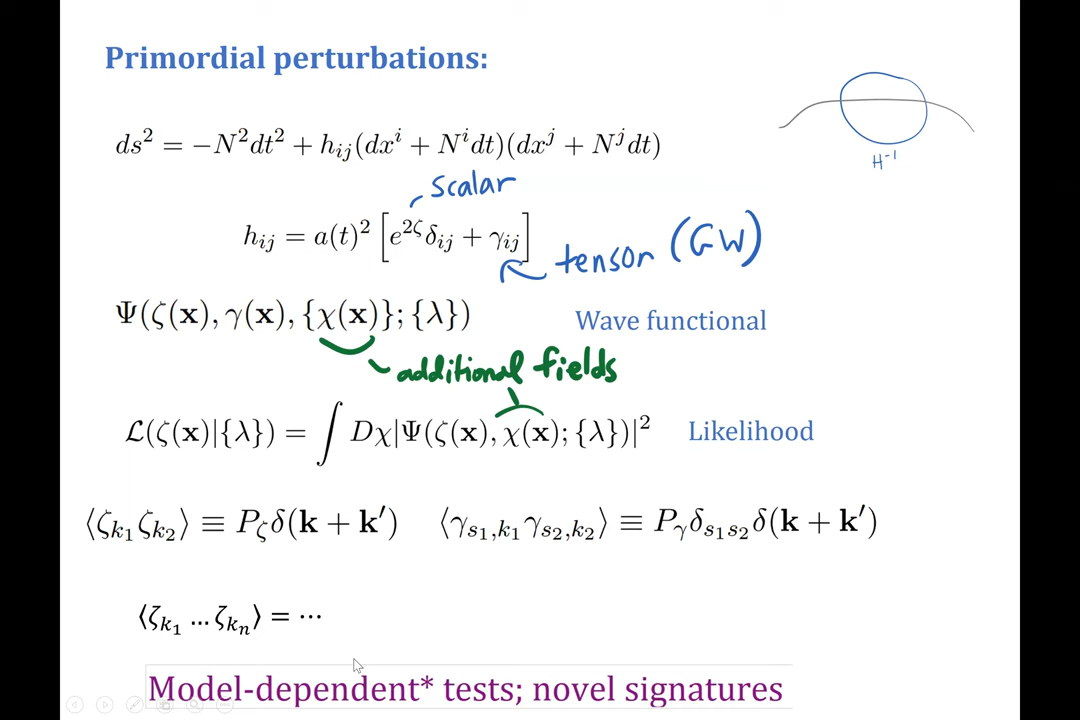 Primordial perturbations:
ds² = −N²dt² + hᵢⱼ(dxⁱ + Nⁱdt)(dxʲ + Nʲdt)
H⁻¹
scalar
hᵢⱼ = a(t)² [e^{2ζ}δᵢⱼ + γᵢⱼ]
tensor (GW)
Ψ(ζ(𝐱), γ(𝐱), {χ(𝐱)}; {λ}) Wave functional
additional fields
ℒ(ζ(𝐱)|{λ}) = ∫ Dχ|Ψ(ζ(𝐱), χ(𝐱); {λ})|² Likelihood
⟨ζ_{k₁}ζ_{k₂}⟩ ≡ P_ζ δ(𝐤 + 𝐤′) ⟨γ_{s₁,k₁}γ_{s₂,k₂}⟩ ≡ P_γ δ_{s₁s₂}δ(𝐤 + 𝐤′)
⟨ζ_{k₁} … ζ_{kₙ}⟩ = ⋯
Model-dependent* tests; novel signatures